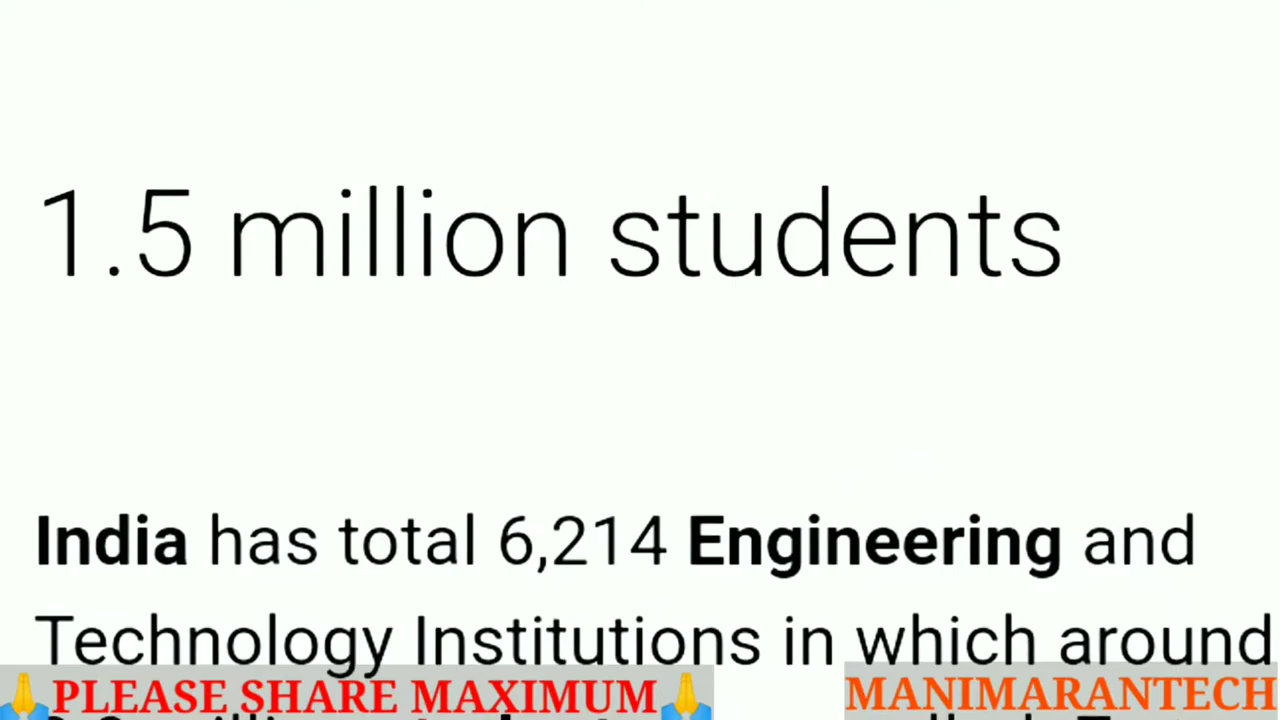 1.5 million students
India has total 6,214 Engineering and
Technology Institutions in which around
🙏PLEASE SHARE MAXIMUM🙏
MANIMARANTECH